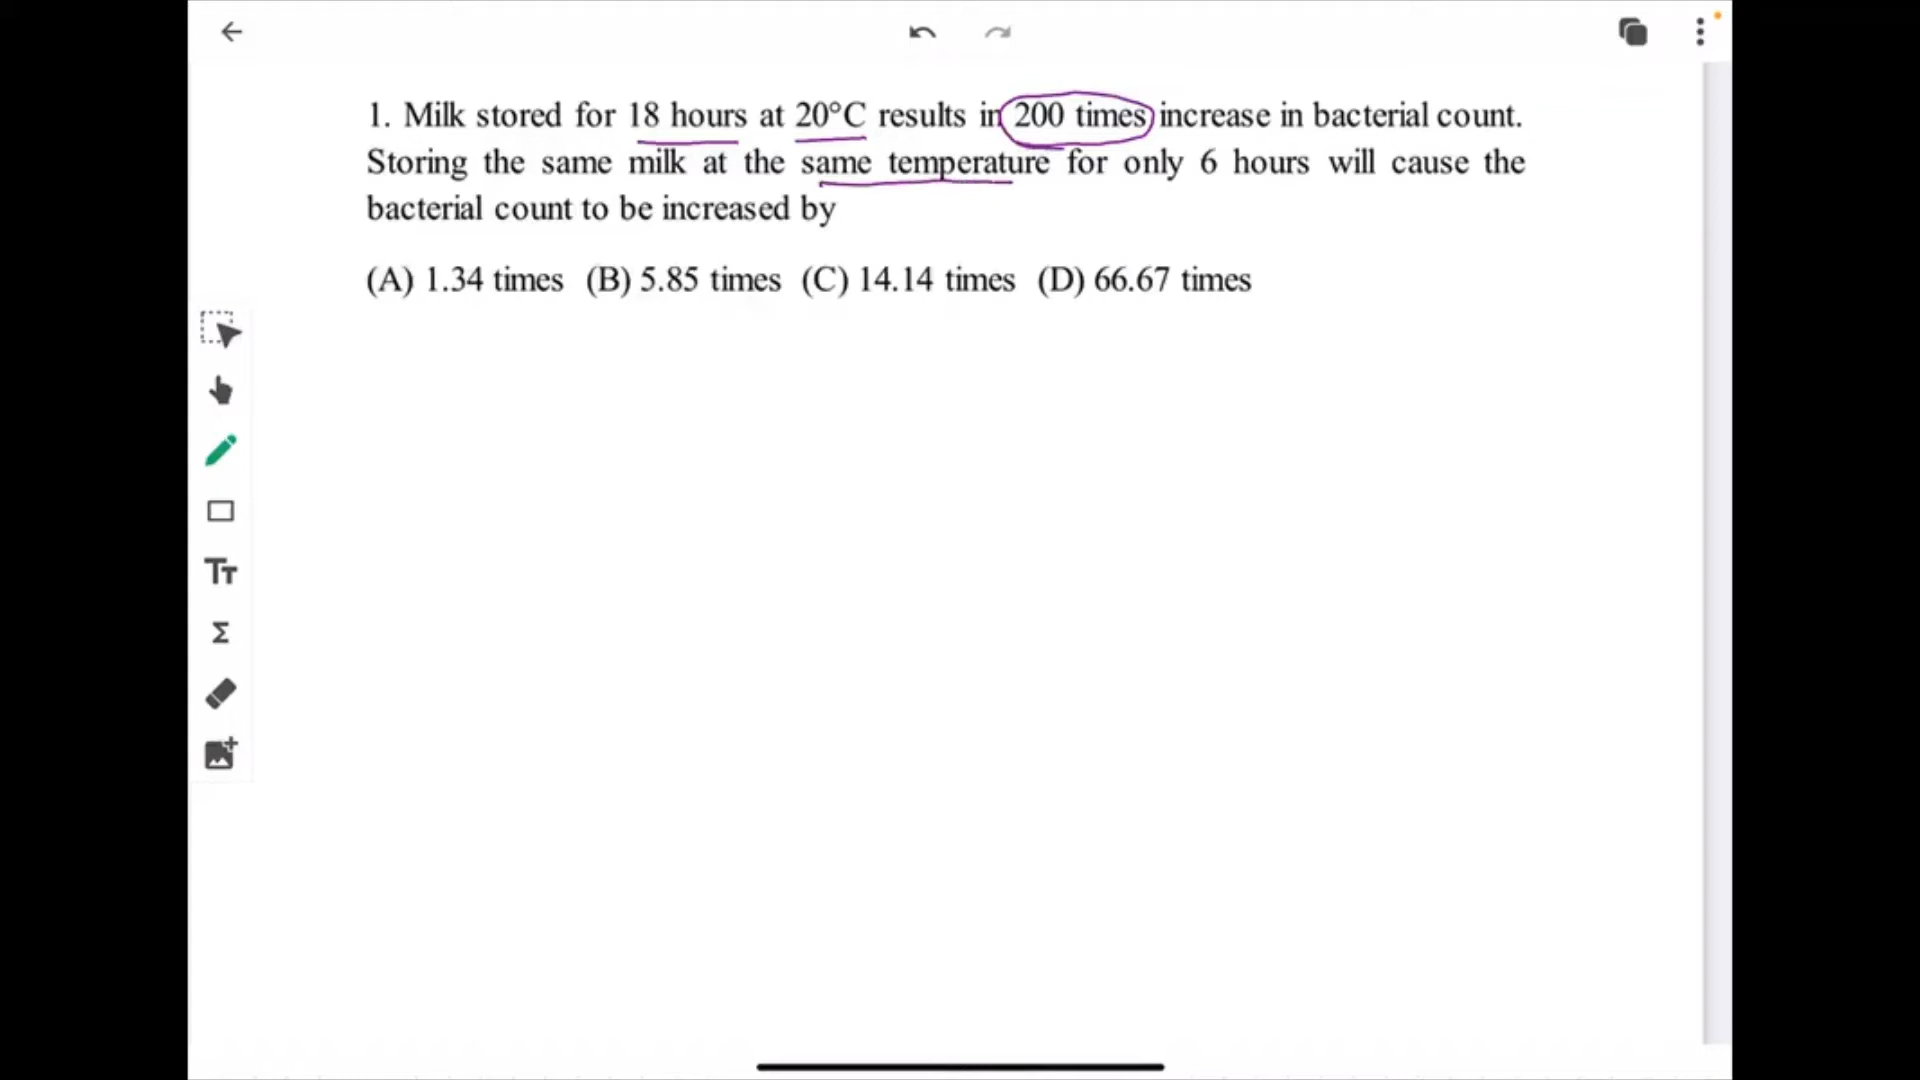 1. Milk stored for 18 hours at 20°C results in 200 times increase in bacterial count.
Storing the same milk at the same temperature for only 6 hours will cause the
bacterial count to be increased by
(A) 1.34 times (B) 5.85 times (C) 14.14 times (D) 66.67 times
Tт
Σ